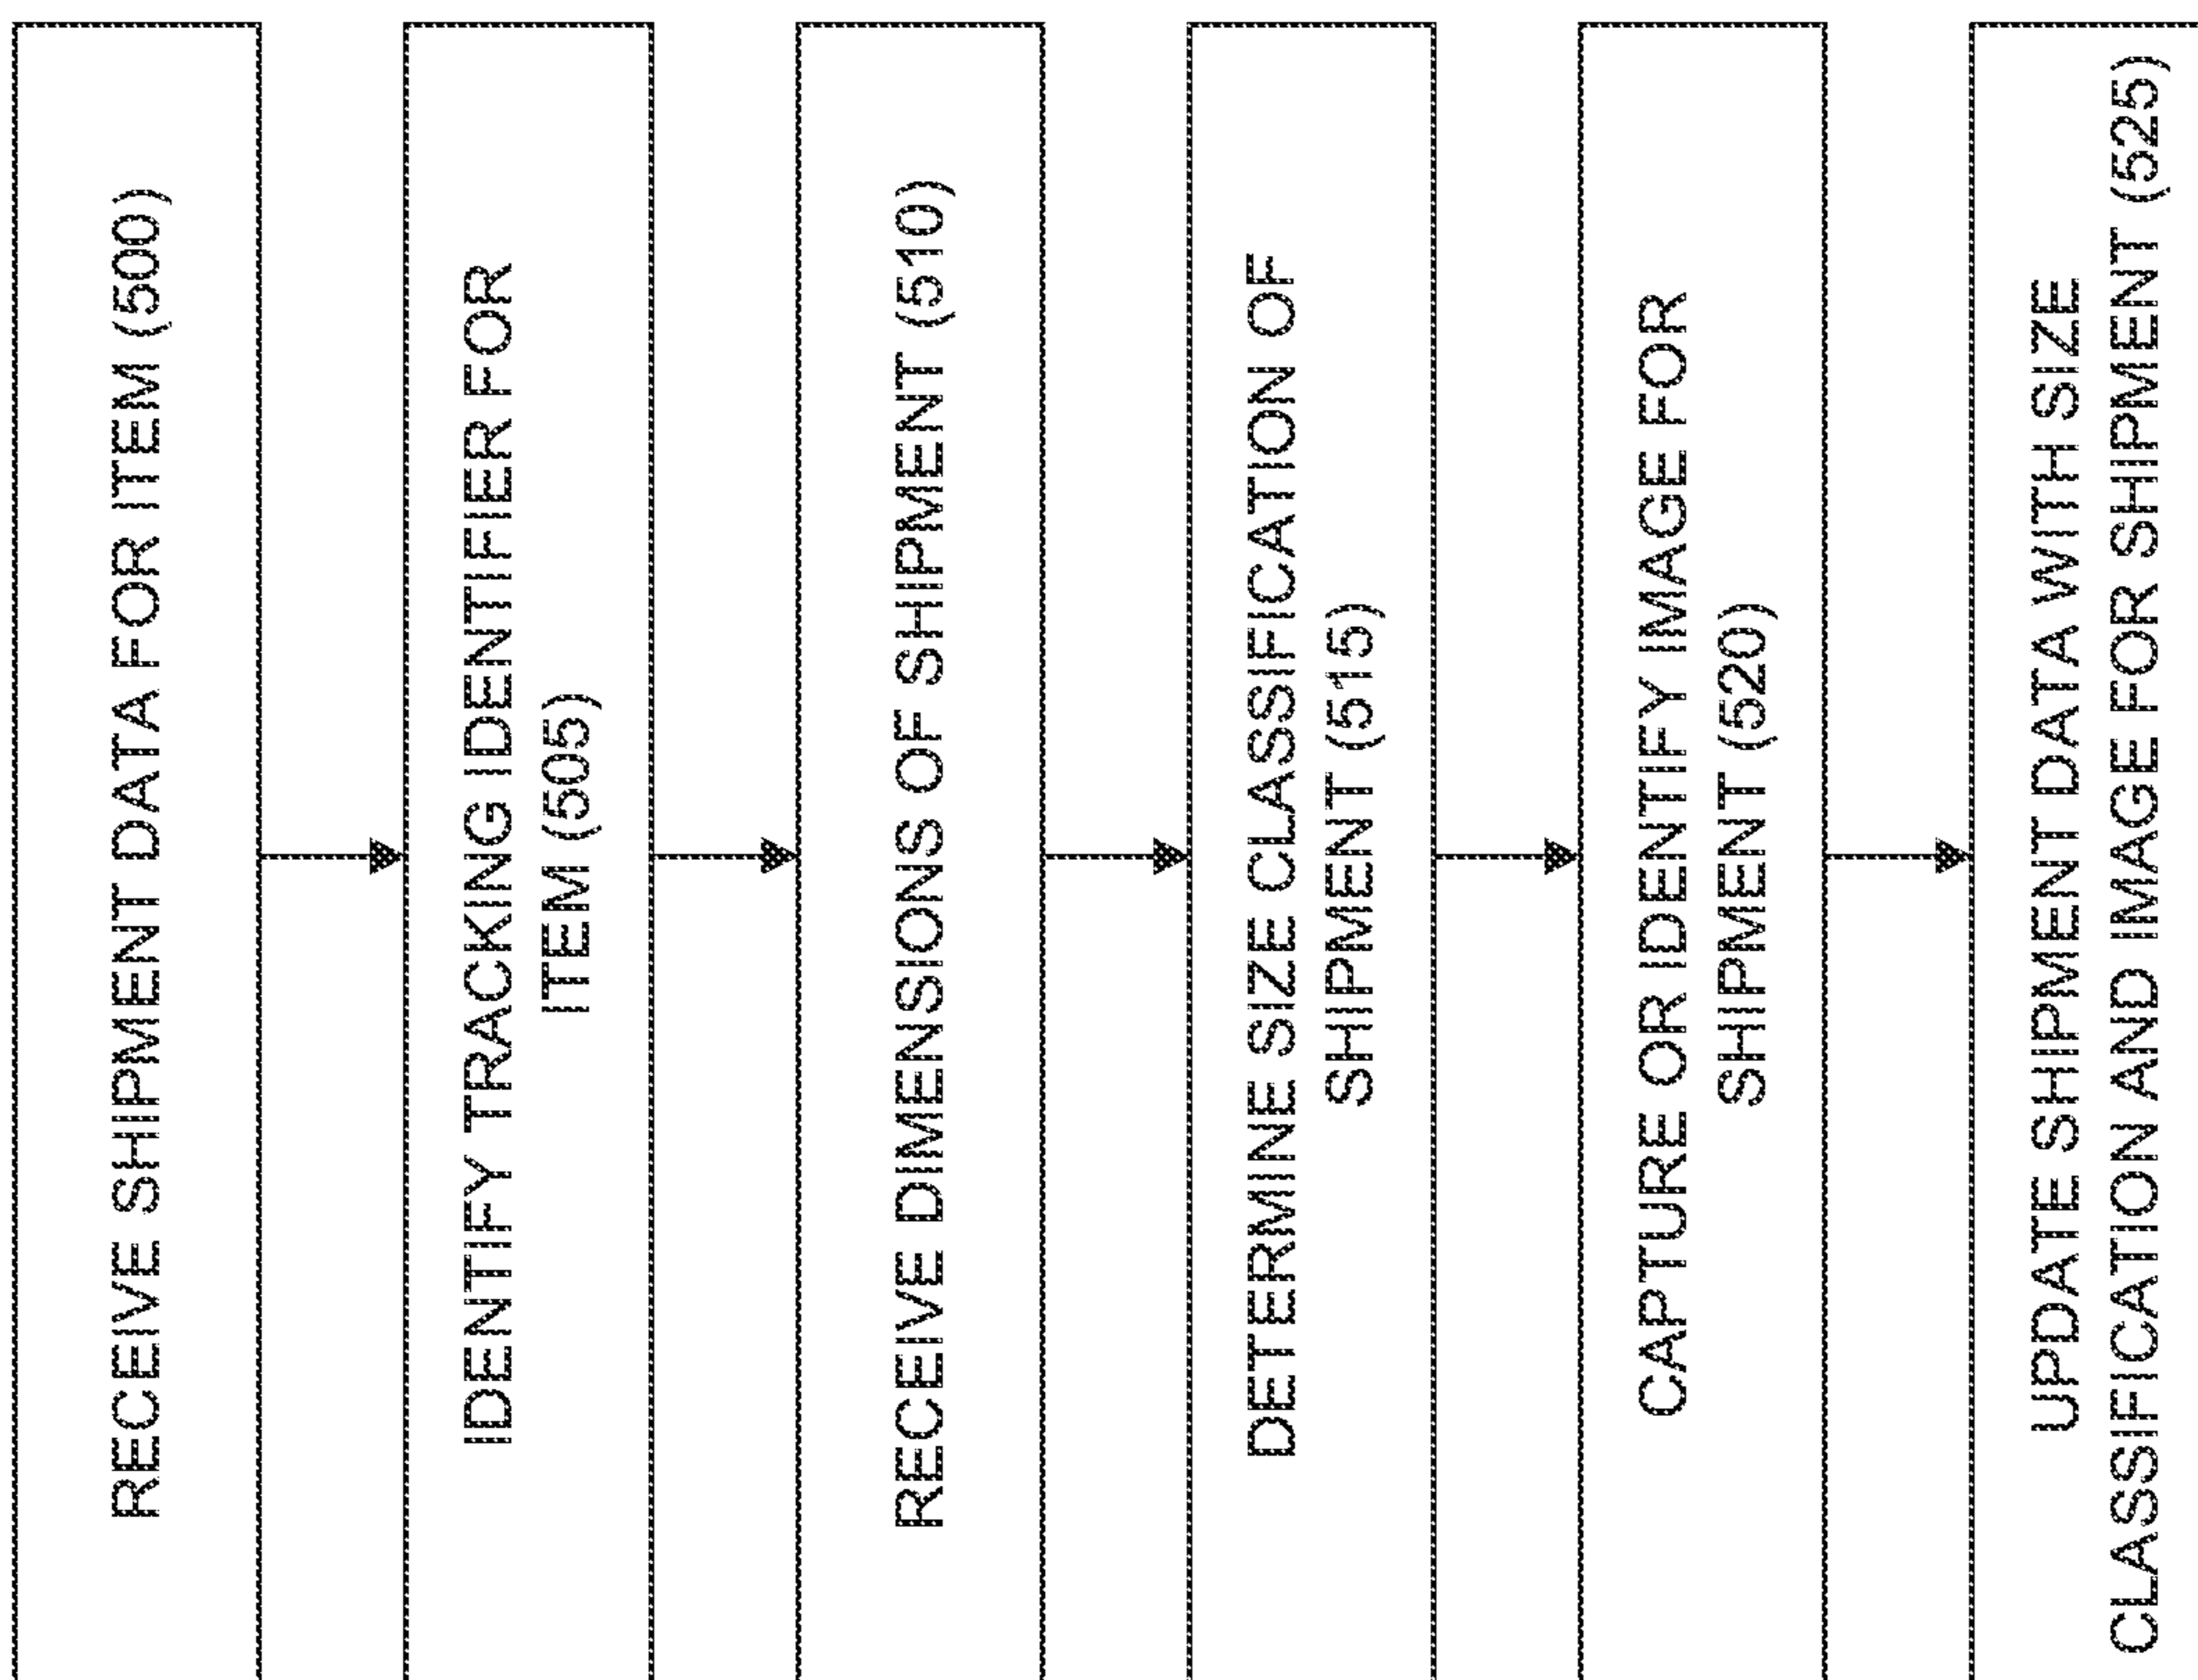 RECEIVE SHIPMENT DATA FOR ITEM (500)
IDENTIFY TRACKING IDENTIFIER FOR
ITEM (505)
RECEIVE DIMENSIONS OF SHIPMENT (510)
DETERMINE SIZE CLASSIFICATION OF
SHIPMENT (515)
CAPTURE OR IDENTIFY IMAGE FOR
SHIPMENT (520)
UPDATE SHIPMENT DATA WITH SIZE
CLASSIFICATION AND IMAGE FOR SHIPMENT (525)